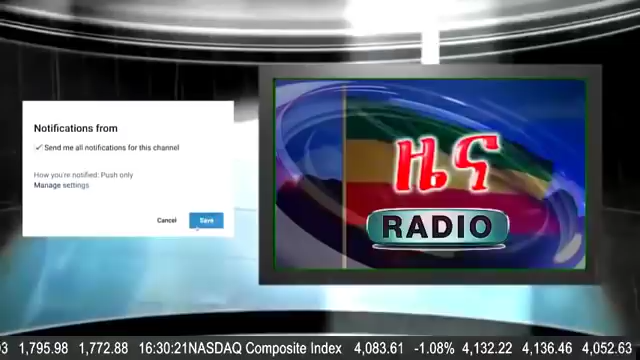 Notifications from
Send me all notifications for this channel
How you're notified: Push only
Manage settings
Cancel Save
ዜና
RADIO
1,795.98 1,772.88 16:30:21NASDAQ Composite Index 4,083.61 -1.08% 4,132.22 4,136.46 4,052.63